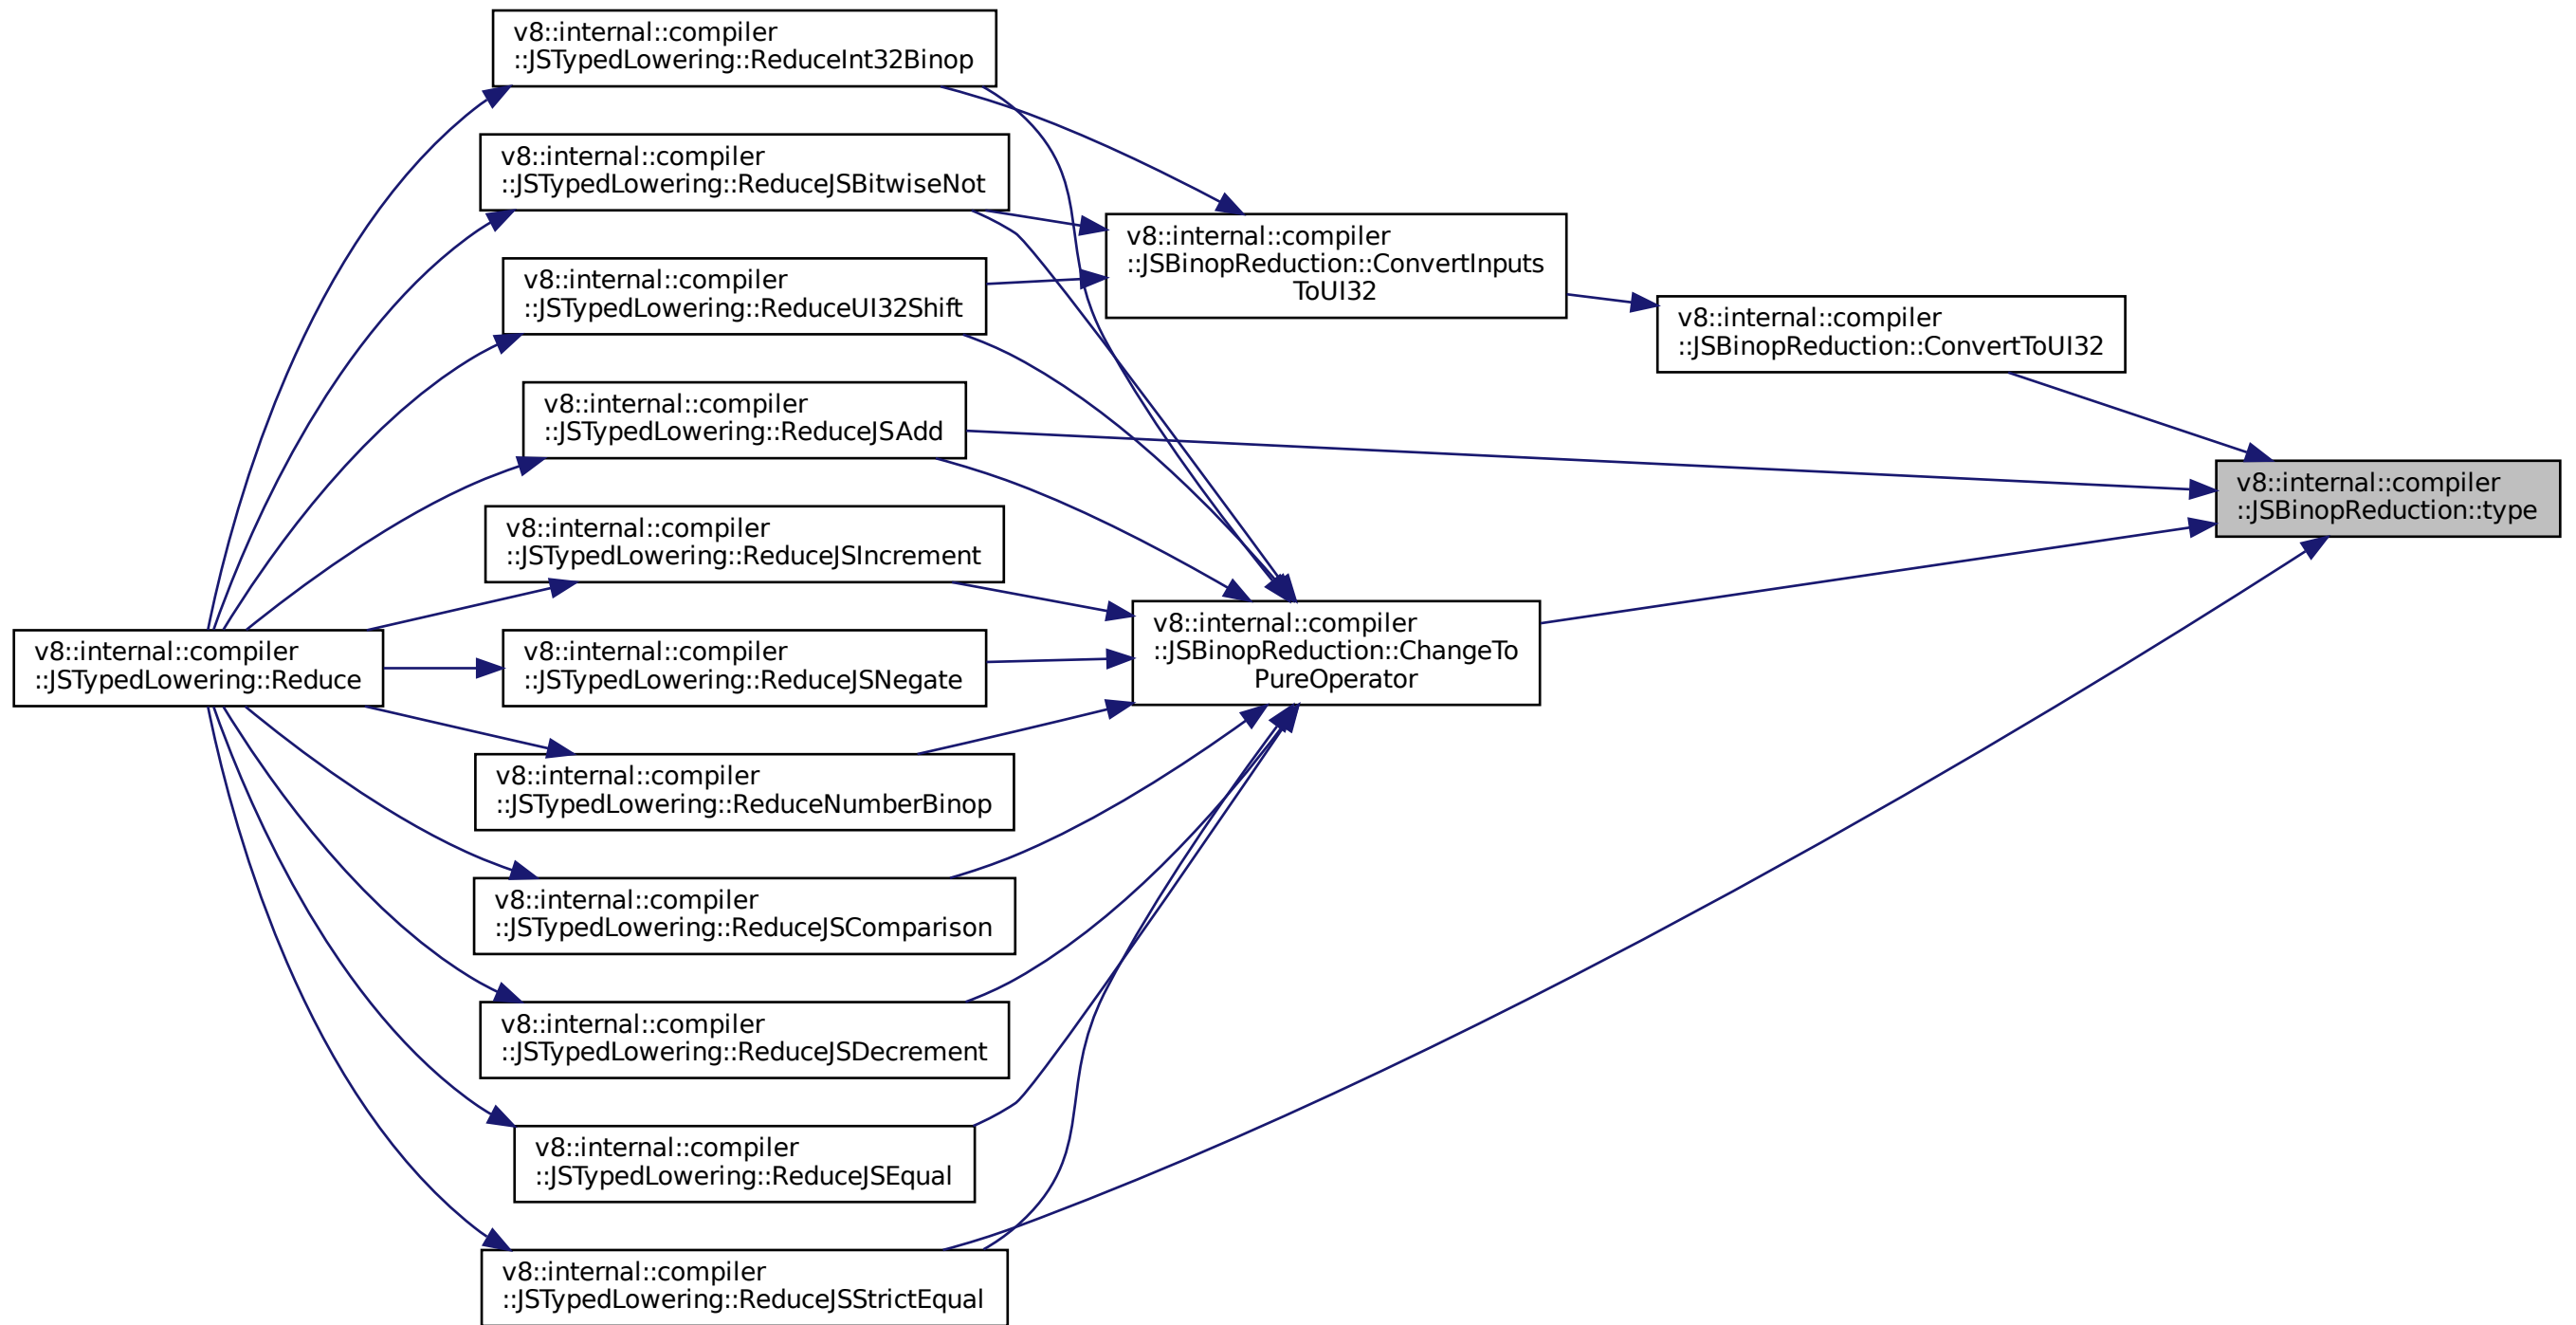 v8::internal::compiler
::JSTypedLowering::ReduceInt32Binop
v8::internal::compiler
::JSTypedLowering::ReduceJSBitwiseNot
v8::internal::compiler
::JSBinopReduction::ConvertInputs
ToUI32
v8::internal::compiler
::JSTypedLowering::ReduceUI32Shift
v8::internal::compiler
::JSBinopReduction::ConvertToUI32
v8::internal::compiler
::JSTypedLowering::ReduceJSAdd
v8::internal::compiler
::JSBinopReduction::type
v8::internal::compiler
::JSTypedLowering::ReduceJSIncrement
v8::internal::compiler
::JSBinopReduction::ChangeTo
PureOperator
v8::internal::compiler
::JSTypedLowering::Reduce
v8::internal::compiler
::JSTypedLowering::ReduceJSNegate
v8::internal::compiler
::JSTypedLowering::ReduceNumberBinop
v8::internal::compiler
::JSTypedLowering::ReduceJSComparison
v8::internal::compiler
::JSTypedLowering::ReduceJSDecrement
v8::internal::compiler
::JSTypedLowering::ReduceJSEqual
v8::internal::compiler
::JSTypedLowering::ReduceJSStrictEqual